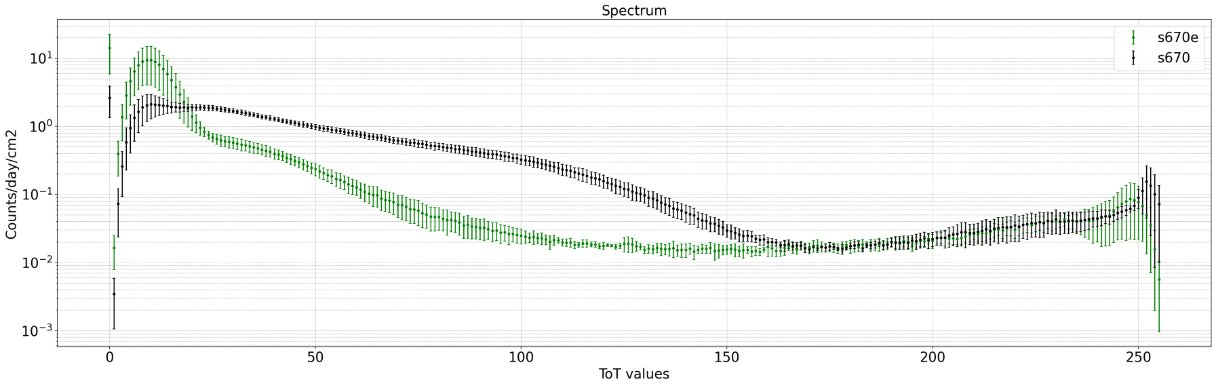 Spectrum
s670e
s670
Counts/day/cm2
10¹
10⁰
10⁻¹
10⁻²
10⁻³
0 50 100 150 200 250
ToT values